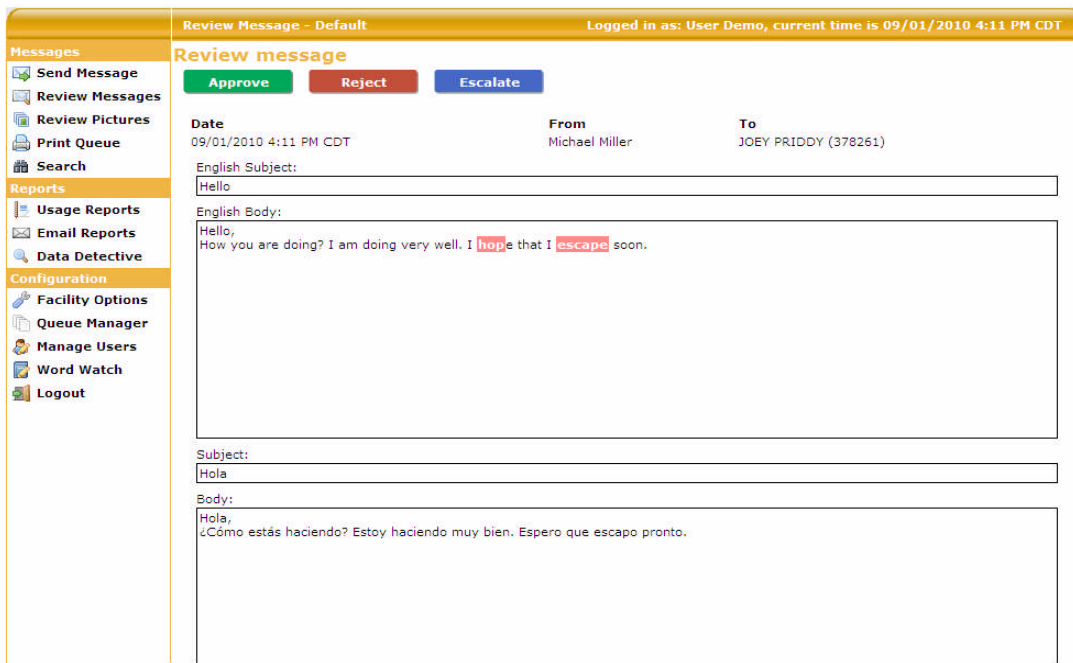 Review Message - Default Logged in as: User Demo, current time is 09/01/2010 4:11 PM CDT
Messages
Send Message
Review Messages
Review Pictures
Print Queue
Search
Reports
Usage Reports
Email Reports
Data Detective
Configuration
Facility Options
Queue Manager
Manage Users
Word Watch
Logout
Review message
Approve Reject Escalate
Date From To
09/01/2010 4:11 PM CDT Michael Miller JOEY PRIDDY (378261)
English Subject:
Hello
English Body:
Hello,
How you are doing? I am doing very well. I hope that I escape soon.
Subject:
Hola
Body:
Hola,
¿Cómo estás haciendo? Estoy haciendo muy bien. Espero que escapo pronto.